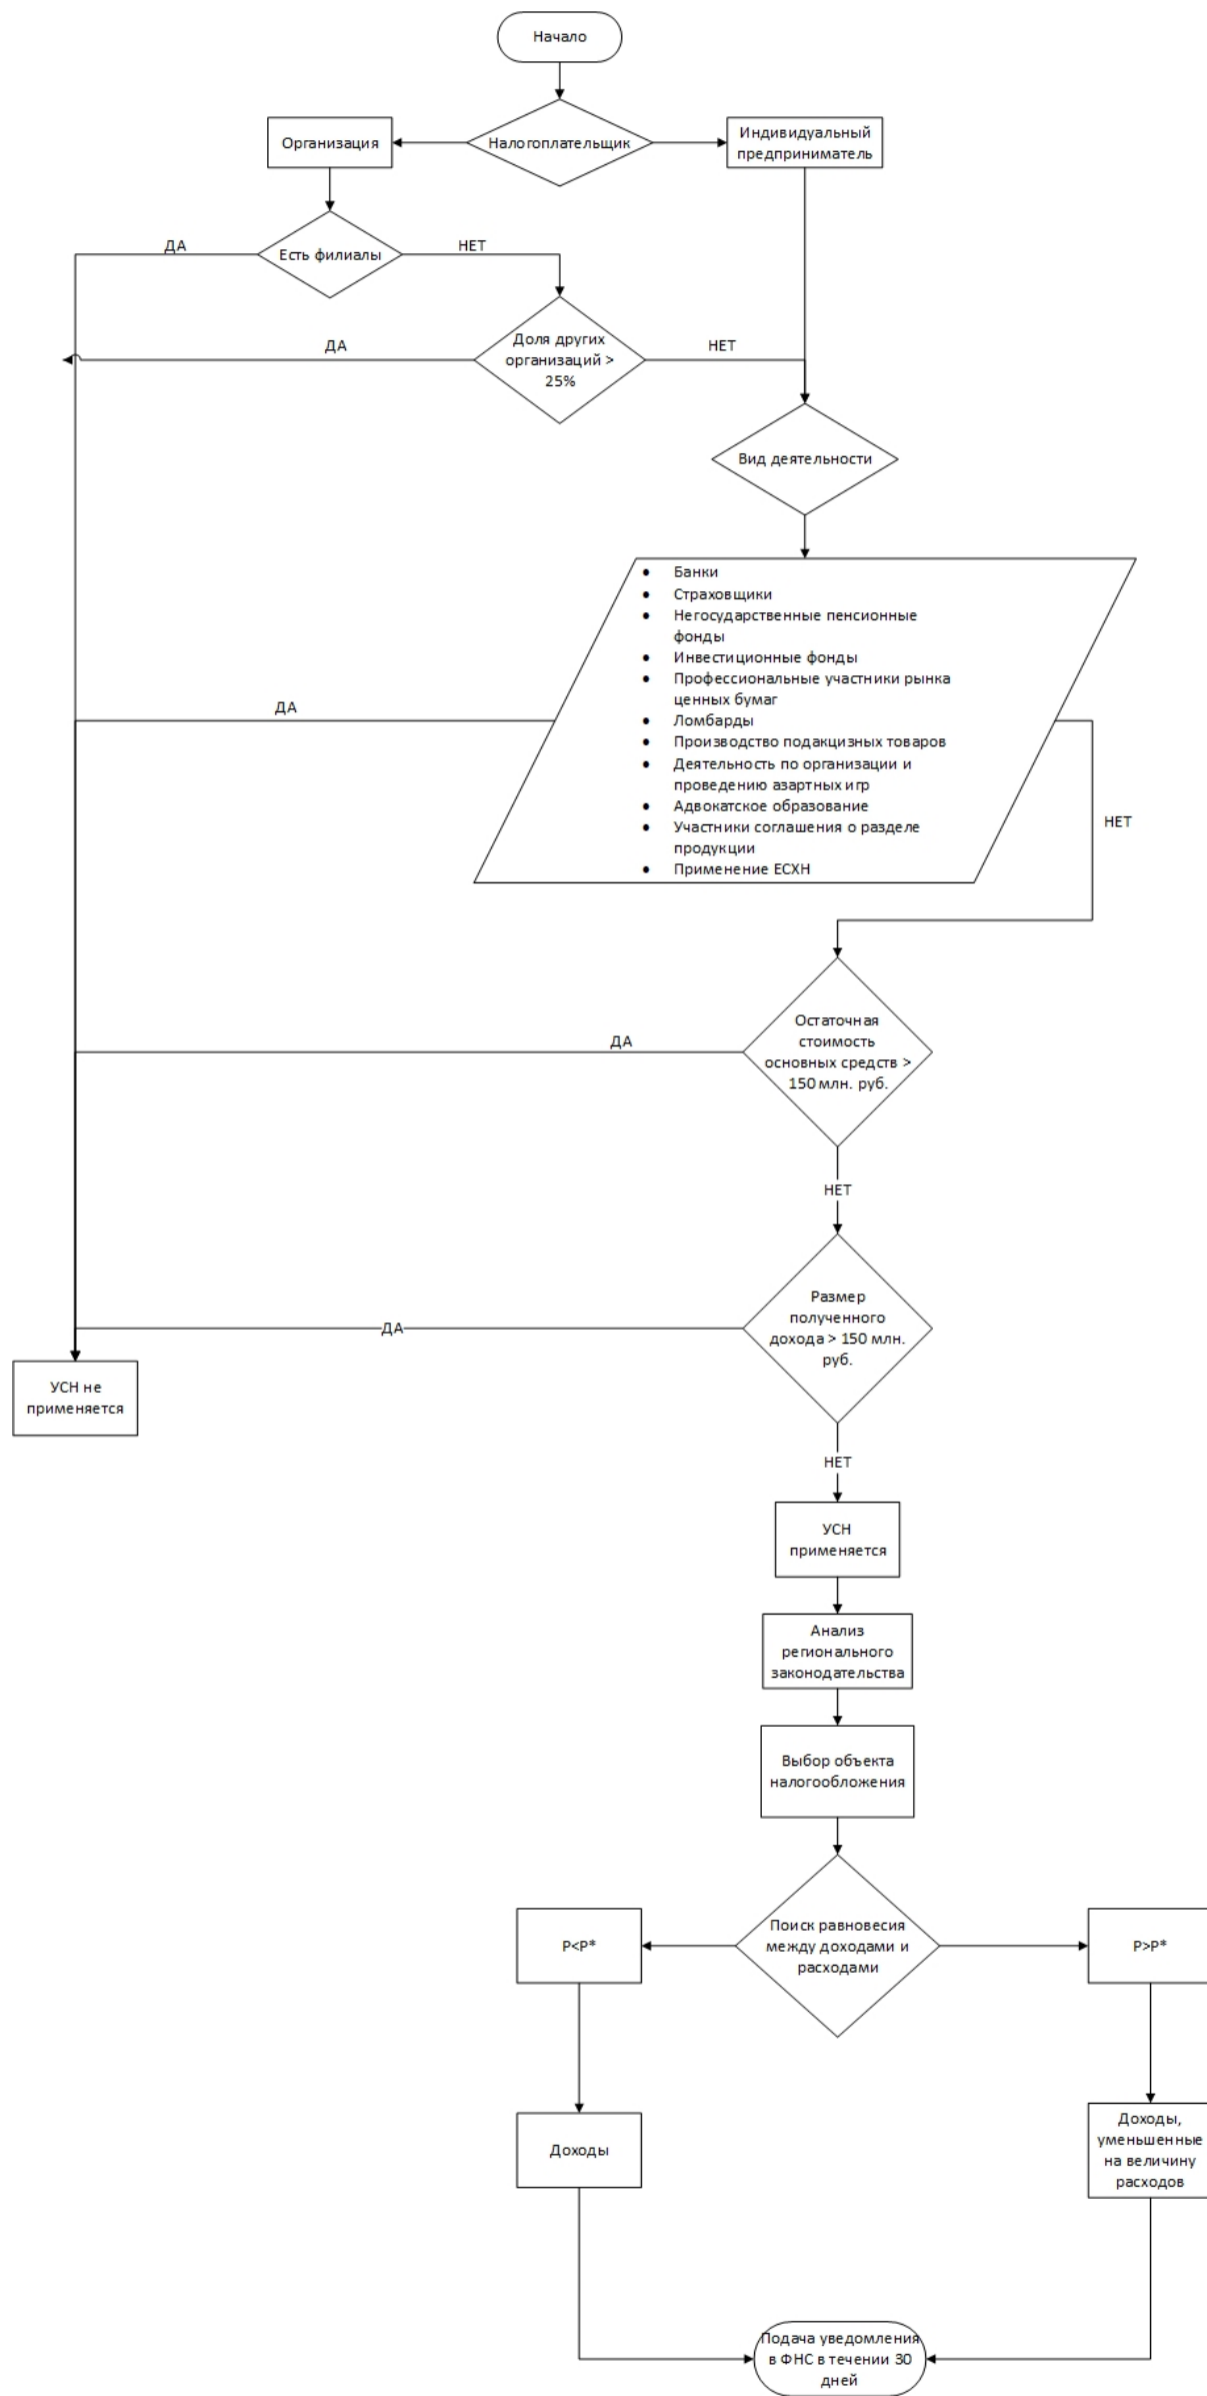 Начало
Организация
Налогоплательщик
Индивидуальный
предприниматель
Есть филиалы
ДА
НЕТ
Доля других
организаций >
25%
ДА
НЕТ
Вид деятельности
• Банки
• Страховщики
• Негосударственные пенсионные
фонды
• Инвестиционные фонды
• Профессиональные участники рынка
ценных бумаг
• Ломбарды
• Производство подакцизных товаров
• Деятельность по организации и
проведению азартных игр
• Адвокатское образование
• Участники соглашения о разделе
продукции
• Применение ЕСХН
ДА
НЕТ
Остаточная
стоимость
основных средств >
150 млн. руб.
ДА
НЕТ
Размер
полученного
дохода > 150 млн.
руб.
ДА
УСН не
применяется
НЕТ
УСН
применяется
Анализ
регионального
законодательства
Выбор объекта
налогообложения
Поиск равновесия
между доходами и
расходами
Р<Р*
Р>Р*
Доходы
Доходы,
уменьшенные
на величину
расходов
Подача уведомления
в ФНС в течении 30
дней